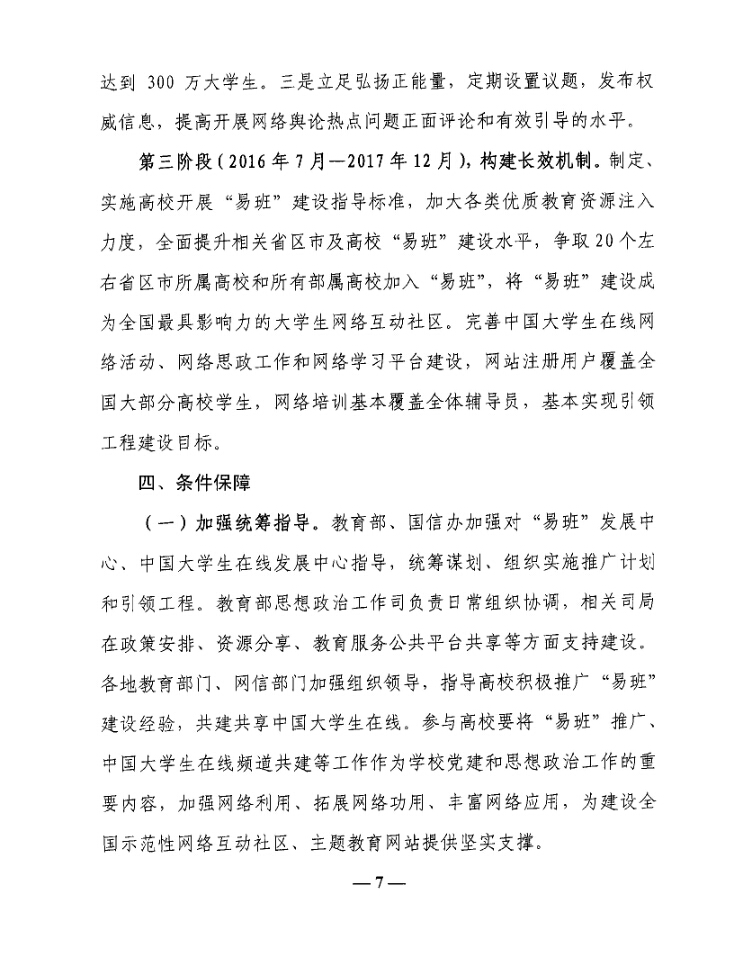 达到 300 万大学生。三是立足弘扬正能量，定期设置议题，发布权
威信息，提高开展网络舆论热点问题正面评论和有效引导的水平。
第三阶段（2016 年 7 月—2017 年 12 月），构建长效机制。制定、
实施高校开展“易班”建设指导标准，加大各类优质教育资源注入
力度，全面提升相关省区市及高校“易班”建设水平，争取 20 个左
右省区市所属高校和所有部属高校加入“易班”，将“易班”建设成
为全国最具影响力的大学生网络互动社区。完善中国大学生在线网
络活动、网络思政工作和网络学习平台建设，网站注册用户覆盖全
国大部分高校学生，网络培训基本覆盖全体辅导员，基本实现引领
工程建设目标。
四、条件保障
（一）加强统筹指导。教育部、国信办加强对“易班”发展中
心、中国大学生在线发展中心指导，统筹谋划、组织实施推广计划
和引领工程。教育部思想政治工作司负责日常组织协调，相关司局
在政策安排、资源分享、教育服务公共平台共享等方面支持建设。
各地教育部门、网信部门加强组织领导，指导高校积极推广“易班”
建设经验，共建共享中国大学生在线。参与高校要将“易班”推广、
中国大学生在线频道共建等工作作为学校党建和思想政治工作的重
要内容，加强网络利用、拓展网络功用、丰富网络应用，为建设全
国示范性网络互动社区、主题教育网站提供坚实支撑。
— 7 —